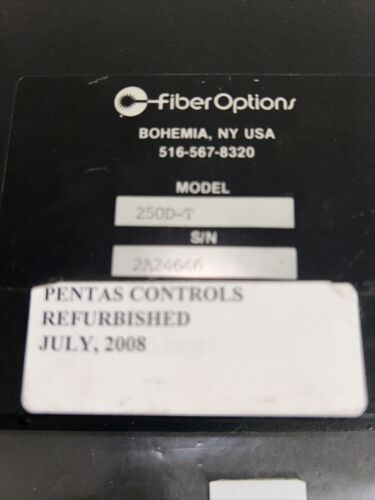 FiberOptions
BOHEMIA, NY USA
516-567-8320
MODEL
250D-T
S/N
2A24646
PENTAS CONTROLS
REFURBISHED
JULY, 2008